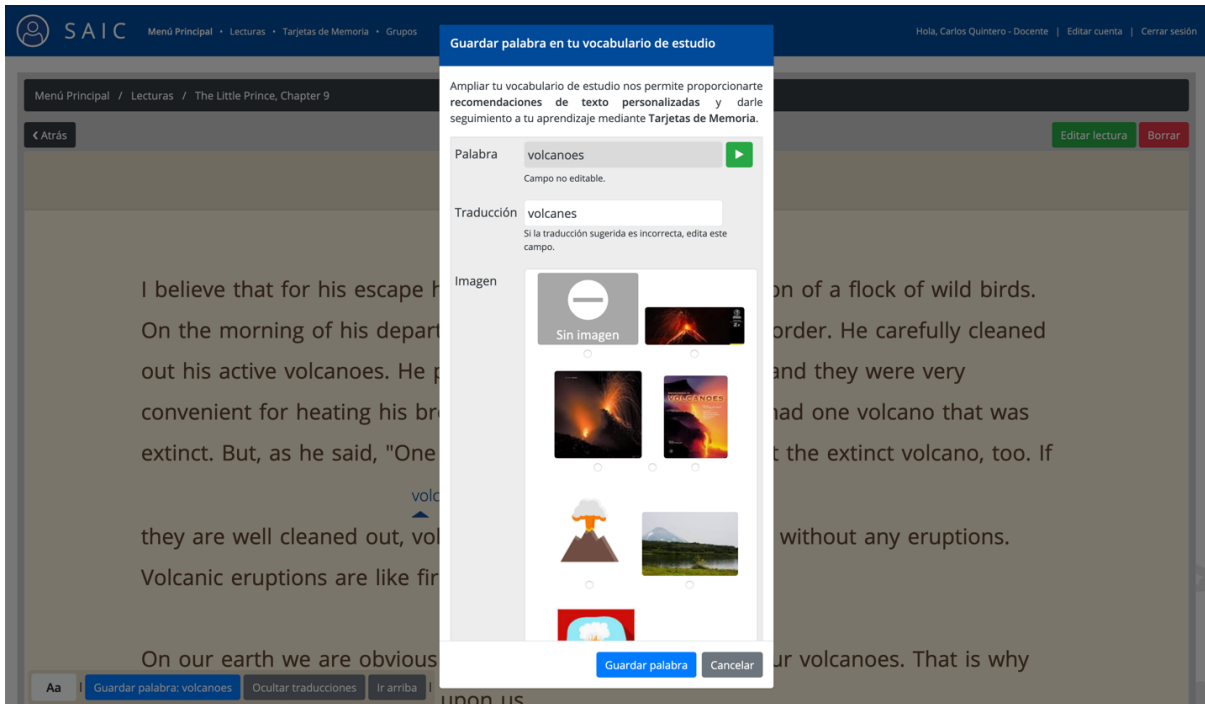 SAIC
Menú Principal • Lecturas • Tarjetas de Memoria • Grupos
Hola, Carlos Quintero - Docente | Editar cuenta | Cerrar sesión
Menú Principal / Lecturas / The Little Prince, Chapter 9
Atrás
Editar lectura
Borrar
Guardar palabra en tu vocabulario de estudio
Ampliar tu vocabulario de estudio nos permite proporcionarte
recomendaciones de texto personalizadas y darle
seguimiento a tu aprendizaje mediante Tarjetas de Memoria.
Palabra
volcanoes
Campo no editable.
Traducción
volcanes
Si la traducción sugerida es incorrecta, edita este
campo.
Imagen
Sin imagen
VOLCANOES
Guardar palabra
Cancelar
I believe that for his escape of a flock of wild birds.
On the morning of his order. He carefully cleaned
out his active volcanoes. He and they were very
convenient for heating his had one volcano that was
extinct. But, as he said, "One the extinct volcano, too. If
they are well cleaned out, without any eruptions.
Volcanic eruptions are like
On our earth we are volcanoes. That is why
upon us
Aa
Guardar palabra: volcanoes
Ocultar traducciones
Ir arriba